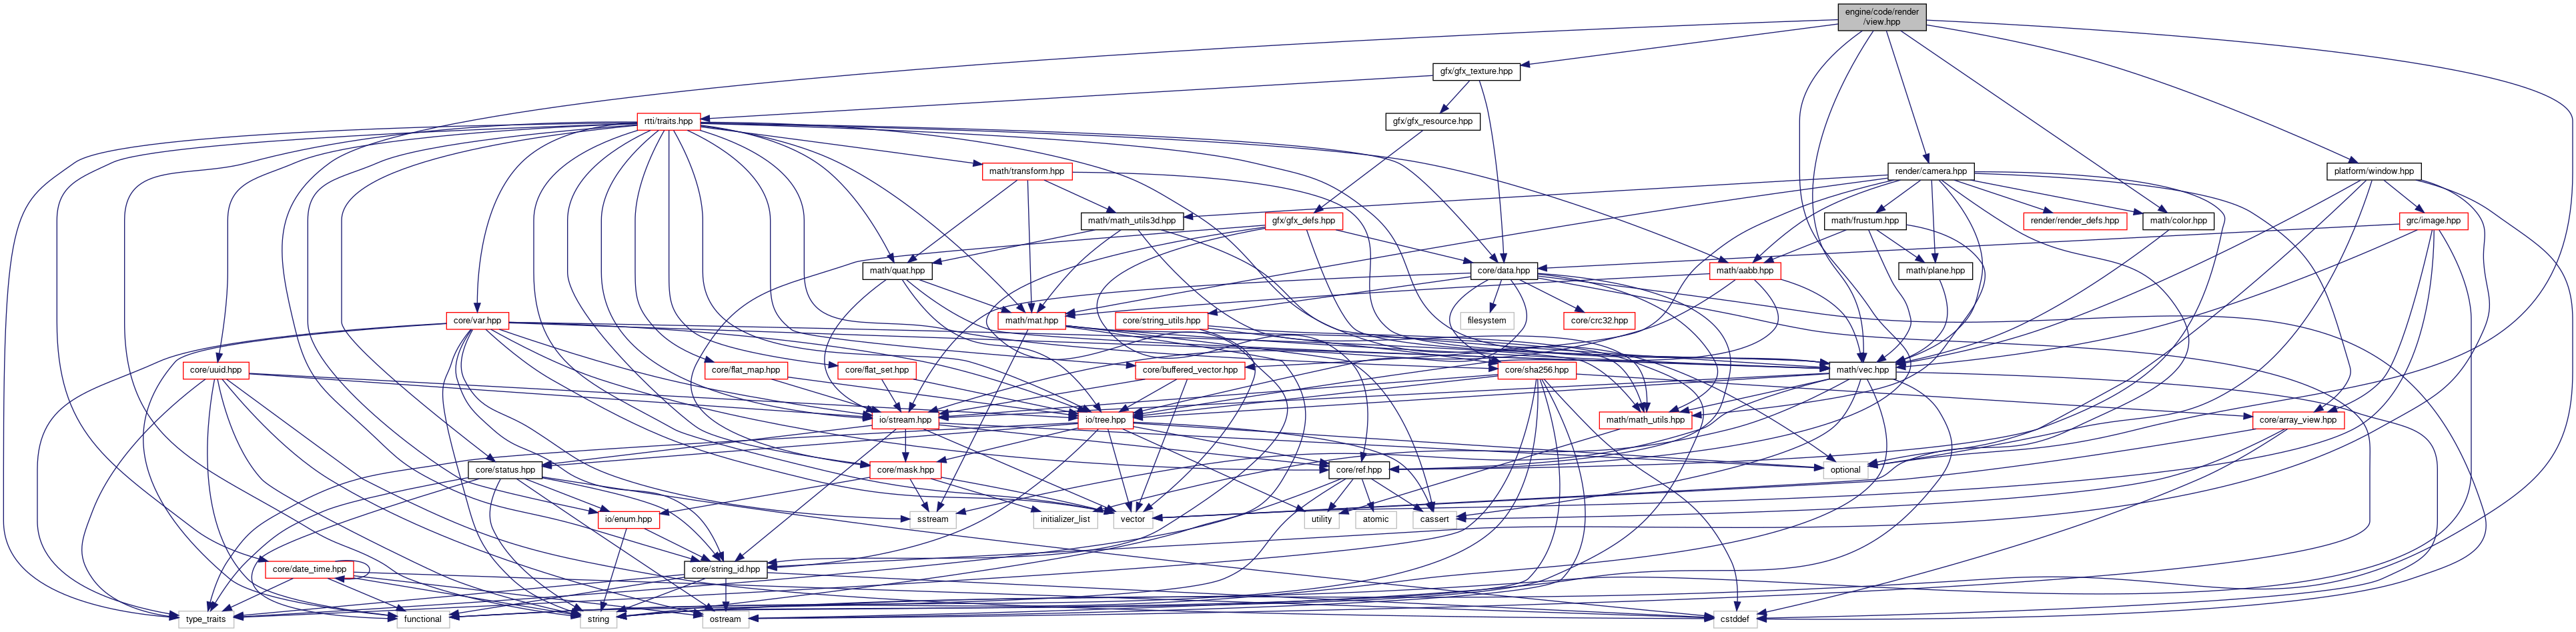 engine/code/render
/view.hpp
gfx/gfx_texture.hpp
rtti/traits.hpp
gfx/gfx_resource.hpp
math/transform.hpp
render/camera.hpp
platform/window.hpp
math/math_utils3d.hpp
gfx/gfx_defs.hpp
math/frustum.hpp
render/render_defs.hpp
math/color.hpp
grc/image.hpp
math/quat.hpp
core/data.hpp
math/aabb.hpp
math/plane.hpp
core/var.hpp
math/mat.hpp
core/string_utils.hpp
filesystem
core/crc32.hpp
core/uuid.hpp
core/flat_map.hpp
core/flat_set.hpp
core/buffered_vector.hpp
core/sha256.hpp
math/vec.hpp
io/stream.hpp
io/tree.hpp
math/math_utils.hpp
core/array_view.hpp
core/status.hpp
core/mask.hpp
core/ref.hpp
optional
io/enum.hpp
sstream
initializer_list
vector
utility
atomic
cassert
core/date_time.hpp
core/string_id.hpp
type_traits
functional
string
ostream
cstddef